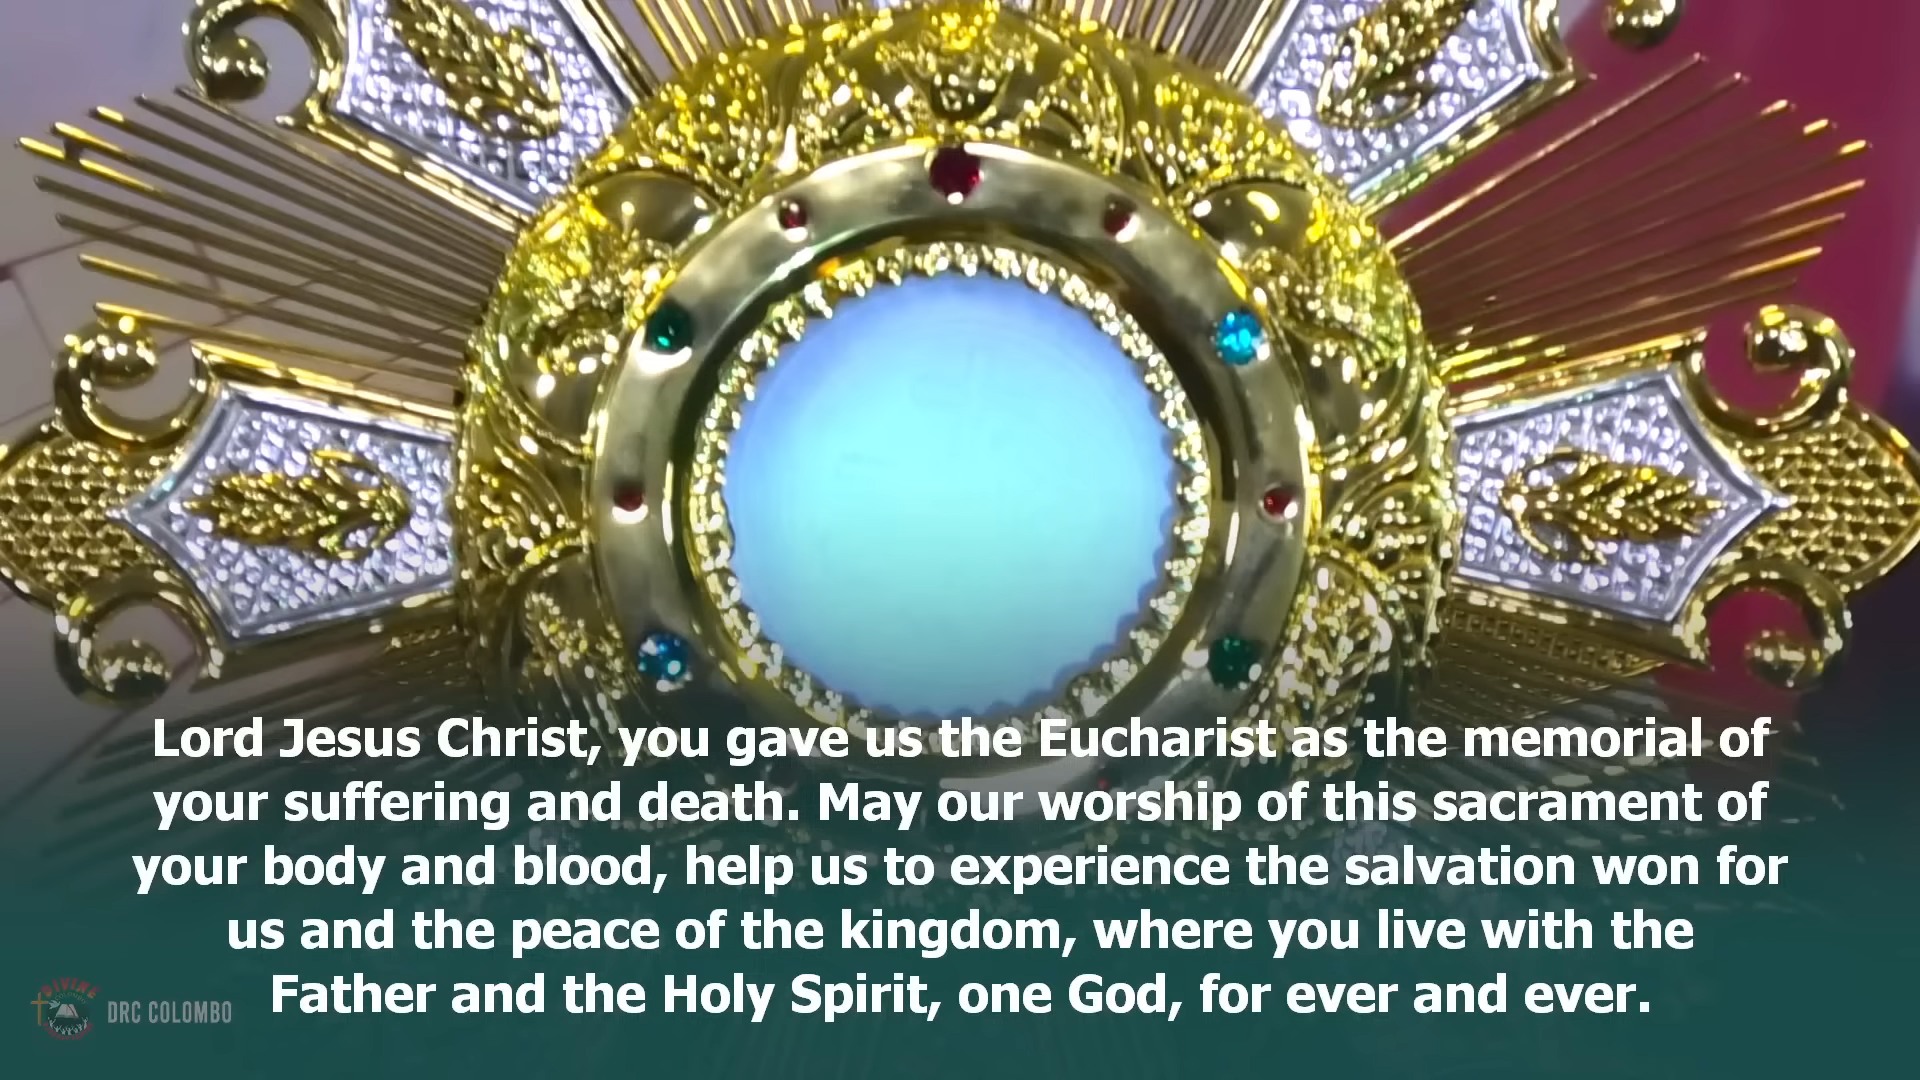 Lord Jesus Christ, you gave us the Eucharist as the memorial of
your suffering and death. May our worship of this sacrament of
your body and blood, help us to experience the salvation won for
us and the peace of the kingdom, where you live with the
Father and the Holy Spirit, one God, for ever and ever.
DIVINE
DRC COLOMBO